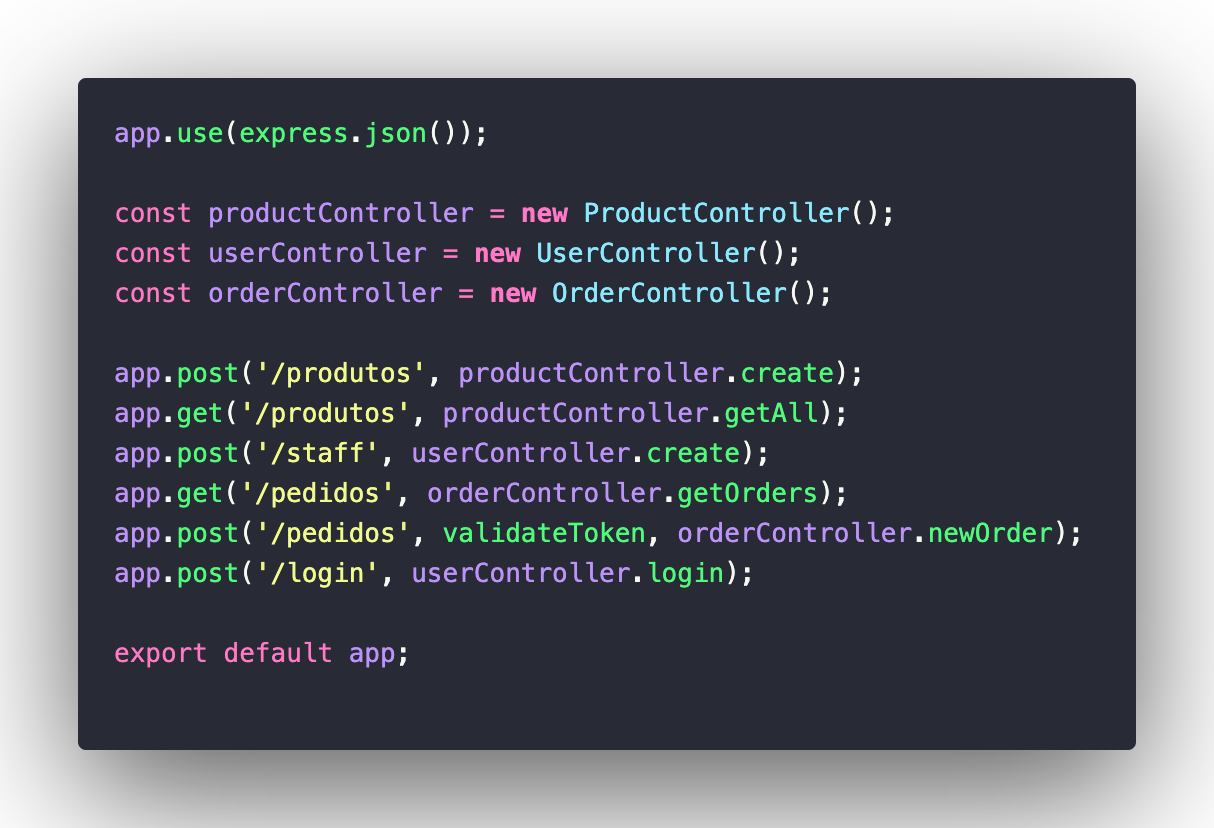 app.use(express.json());
const productController = new ProductController();
const userController = new UserController();
const orderController = new OrderController();
app.post('/produtos', productController.create);
app.get('/produtos', productController.getAll);
app.post('/staff', userController.create);
app.get('/pedidos', orderController.getOrders);
app.post('/pedidos', validateToken, orderController.newOrder);
app.post('/login', userController.login);
export default app;